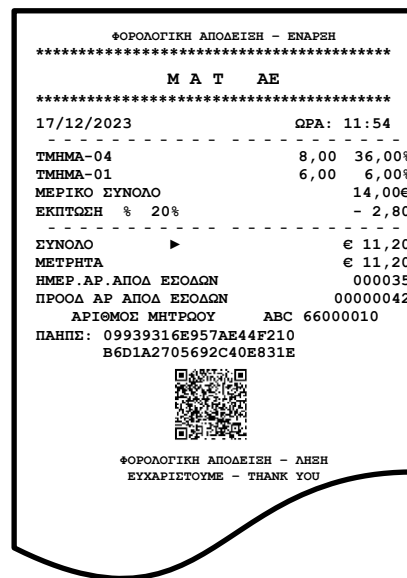 ΦΟΡΟΛΟΓΙΚΗ ΑΠΟΔΕΙΞΗ – ΕΝΑΡΞΗ
******************************************
Μ Α Τ ΑΕ
******************************************
17/12/2023 ΩΡΑ: 11:54
- - - - - - - - - - - - - - - - - - - -
ΤΜΗΜΑ-04 8,00 36,00%
ΤΜΗΜΑ-01 6,00 6,00%
ΜΕΡΙΚΟ ΣΥΝΟΛΟ 14,00€
ΕΚΠΤΩΣΗ % 20% - 2,80
- - - - - - - - - - - - - - - - - - - -
ΣΥΝΟΛΟ ► € 11,20
ΜΕΤΡΗΤΑ € 11,20
ΗΜΕΡ.ΑΡ.ΑΠΟΔ ΕΣΟΔΩΝ 000035
ΠΡΟΟΔ ΑΡ ΑΠΟΔ ΕΣΟΔΩΝ 00000042
ΑΡΙΘΜΟΣ ΜΗΤΡΩΟΥ ABC 66000010
ΠΑΗΠΣ: 09939316E957AE44F210
B6D1A2705692C40E831E
ΦΟΡΟΛΟΓΙΚΗ ΑΠΟΔΕΙΞΗ – ΛΗΞΗ
ΕΥΧΑΡΙΣΤΟΥΜΕ – THANK YOU